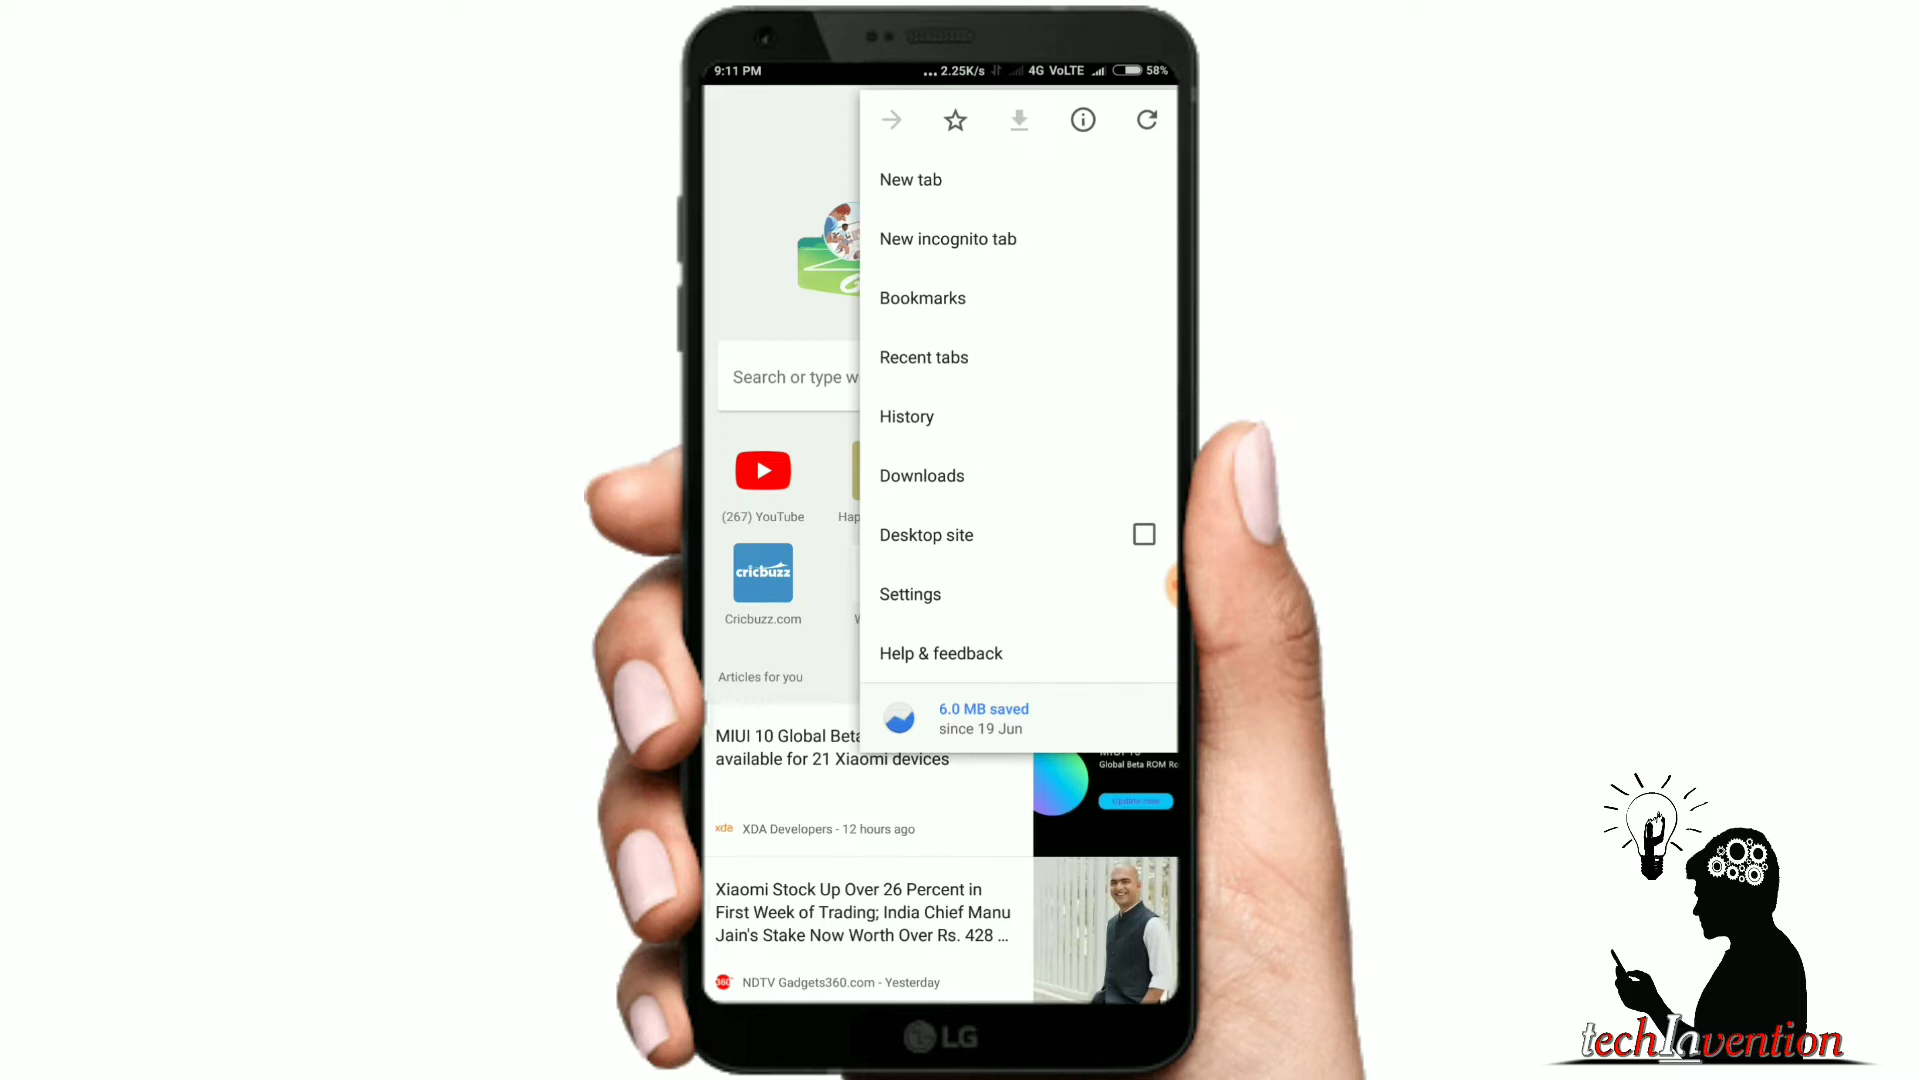 9:11 PM
... 2.25K/s 4G VoLTE 58%
New tab
New incognito tab
Bookmarks
Recent tabs
History
Downloads
Desktop site
Settings
Help & feedback
6.0 MB saved
since 19 Jun
Search or type w
(267) YouTube
Hap
cricbuzz
Cricbuzz.com
Articles for you
MIUI 10 Global Beta
available for 21 Xiaomi devices
xda XDA Developers - 12 hours ago
Global Beta ROM Ro
Update now
Xiaomi Stock Up Over 26 Percent in
First Week of Trading; India Chief Manu
Jain's Stake Now Worth Over Rs. 428 ...
360 NDTV Gadgets360.com - Yesterday
LG
techInvention